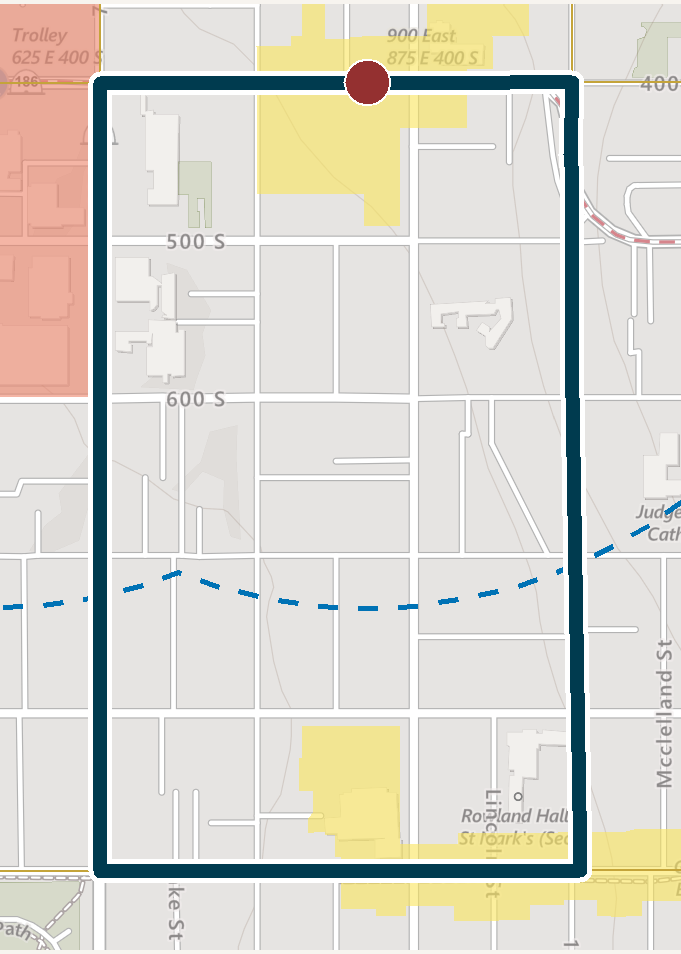 Trolley
625 E 400 S
900 East
875 E 400 S
186
400
500 S
600 S
Judge
Cath
Mcclelland St
Lincoln St
Rowland Hall
St Mark's (Sec
ke St
Path
1